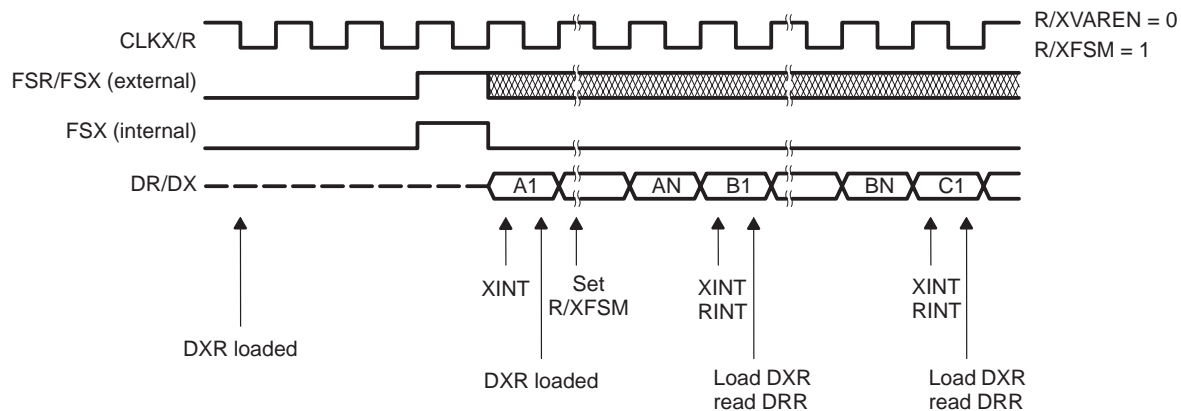 CLKX/R
R/XVAREN = 0
R/XFSM = 1
FSR/FSX (external)
FSX (internal)
DR/DX
A1
AN
B1
BN
C1
XINT
Set
R/XFSM
XINT
RINT
XINT
RINT
DXR loaded
DXR loaded
Load DXR
read DRR
Load DXR
read DRR